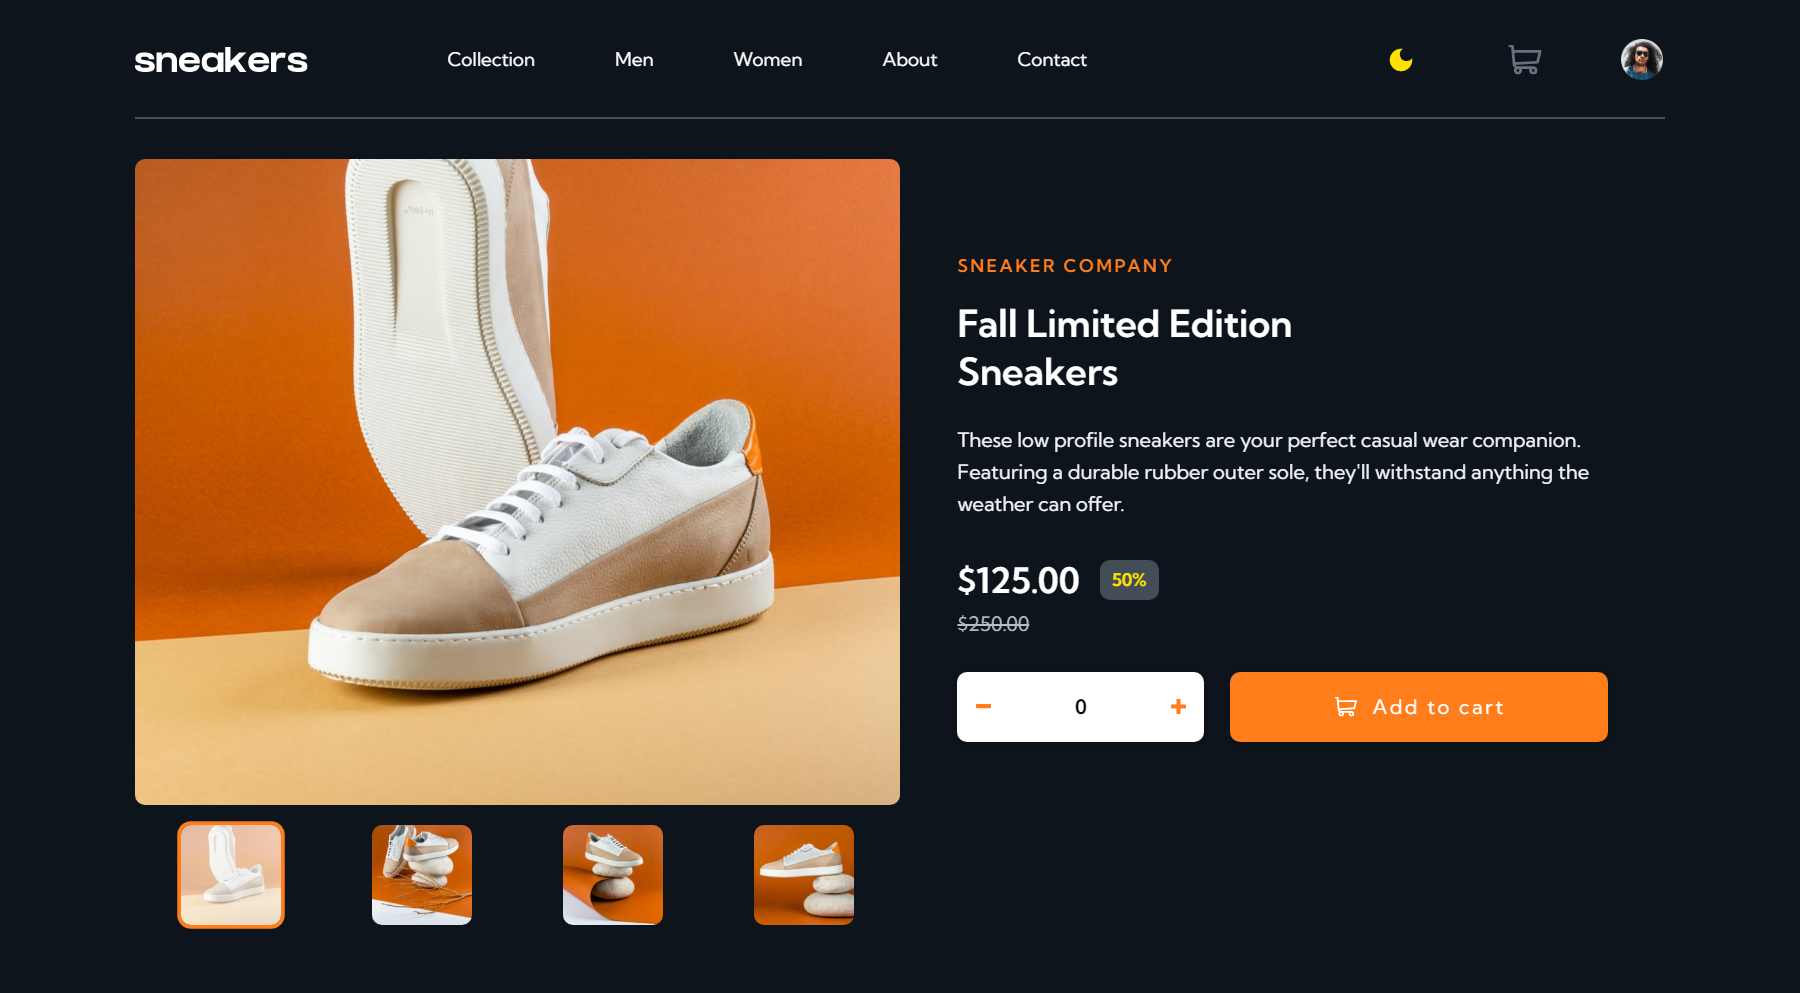 sneakers
Collection
Men
Women
About
Contact
SNEAKER COMPANY
Fall Limited Edition
Sneakers
These low profile sneakers are your perfect casual wear companion.
Featuring a durable rubber outer sole, they'll withstand anything the
weather can offer.
$125.00
50%
$250.00
0
Add to cart